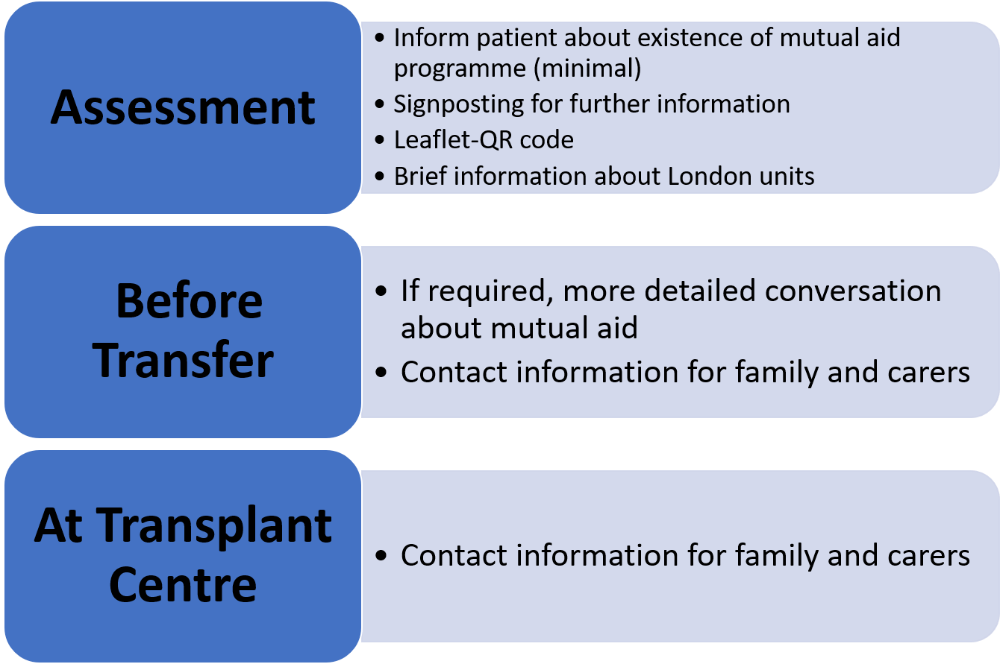 Assessment
• Inform patient about existence of mutual aid
programme (minimal)
• Signposting for further information
• Leaflet-QR code
• Brief information about London units
Before
Transfer
• If required, more detailed conversation
about mutual aid
• Contact information for family and carers
At Transplant
Centre
• Contact information for family and carers